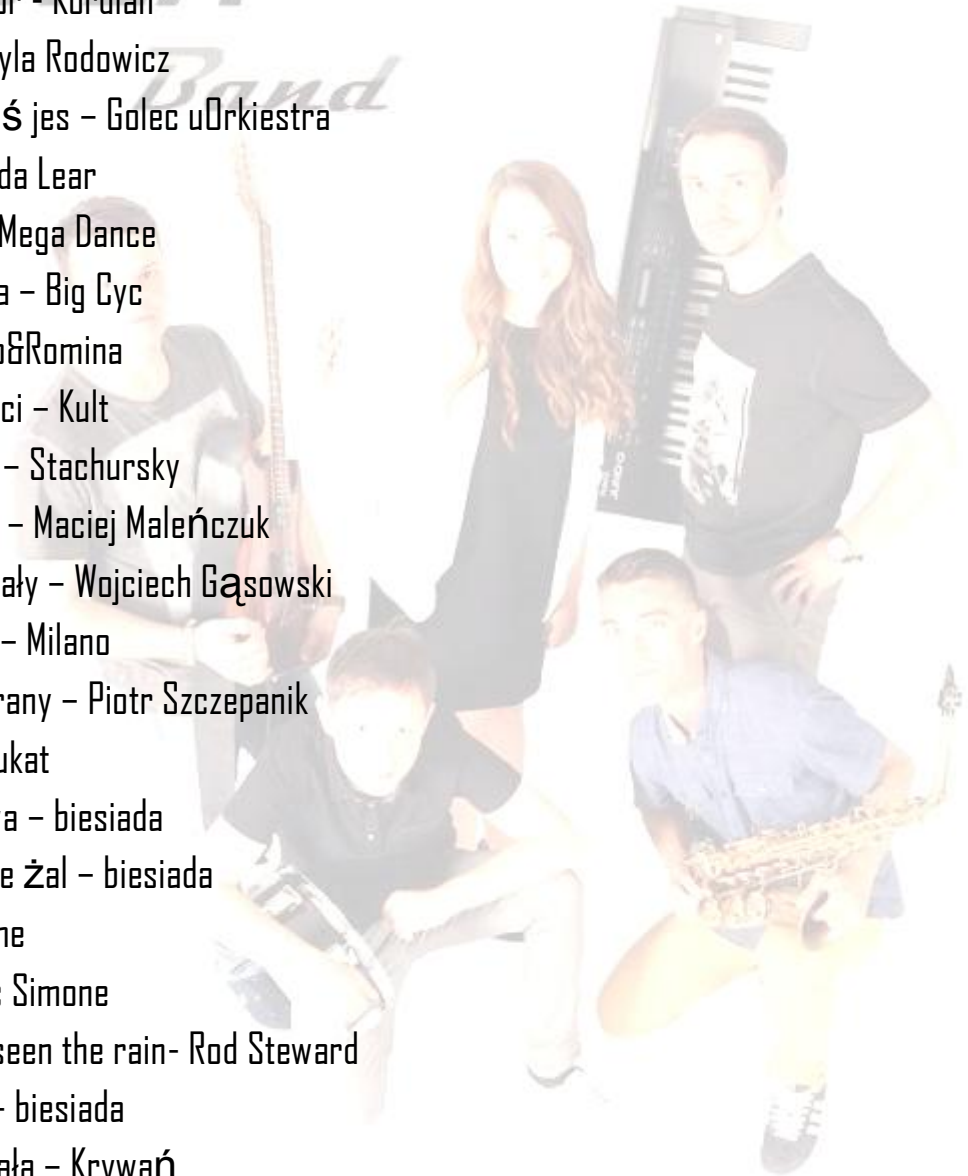 Kordian
yla Rodowicz
Band
ś jes – Golec uOrkiestra
da Lear
Mega Dance
a – Big Cyc
o&Romina
ci – Kult
– Stachursky
– Maciej Maleńczuk
ały – Wojciech Gąsowski
– Milano
rany – Piotr Szczepanik
ukat
a – biesiada
e żal – biesiada
ne
Simone
seen the rain- Rod Steward
- biesiada
ała – Krywań